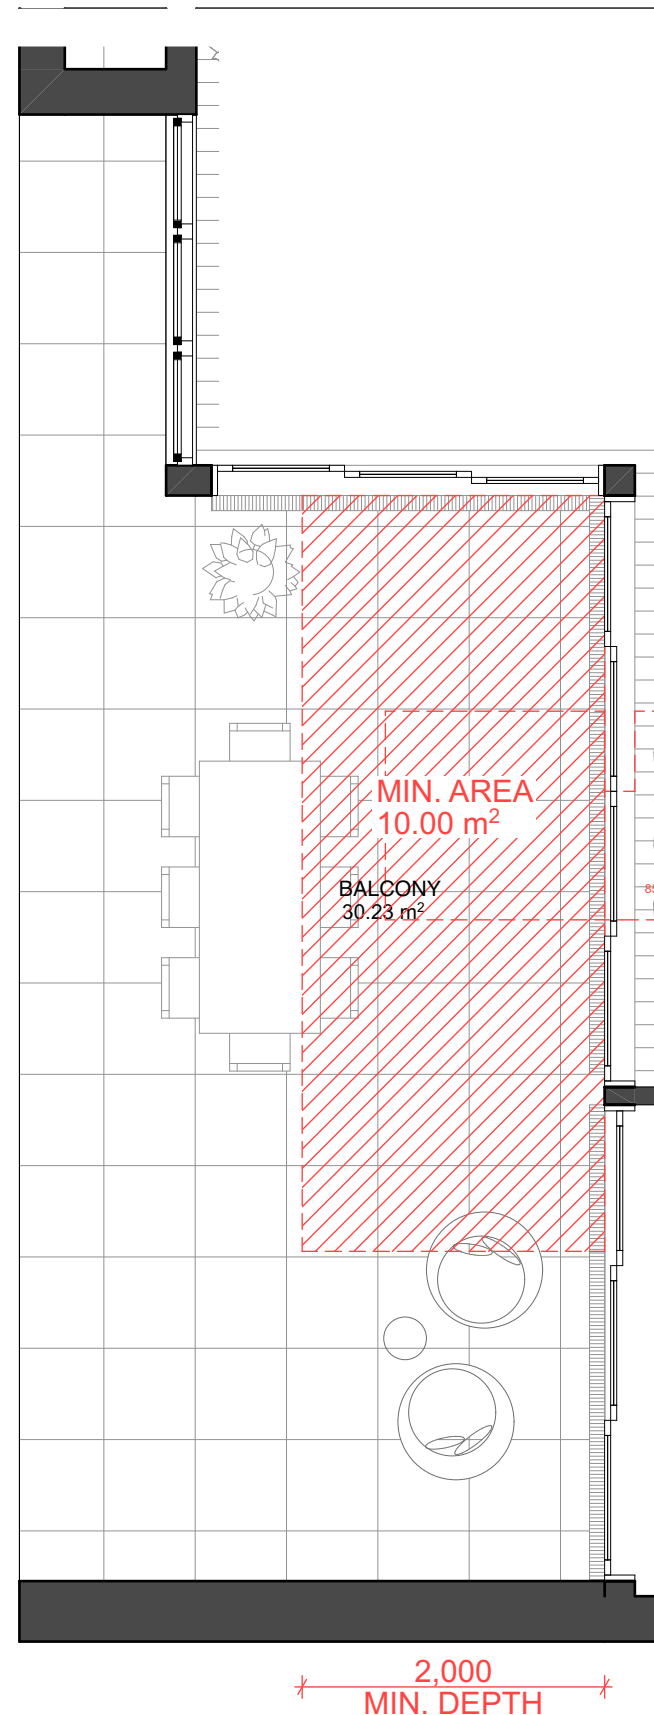 MIN. AREA
10.00 m²
BALCONY
30.23 m²
2,000
MIN. DEPTH